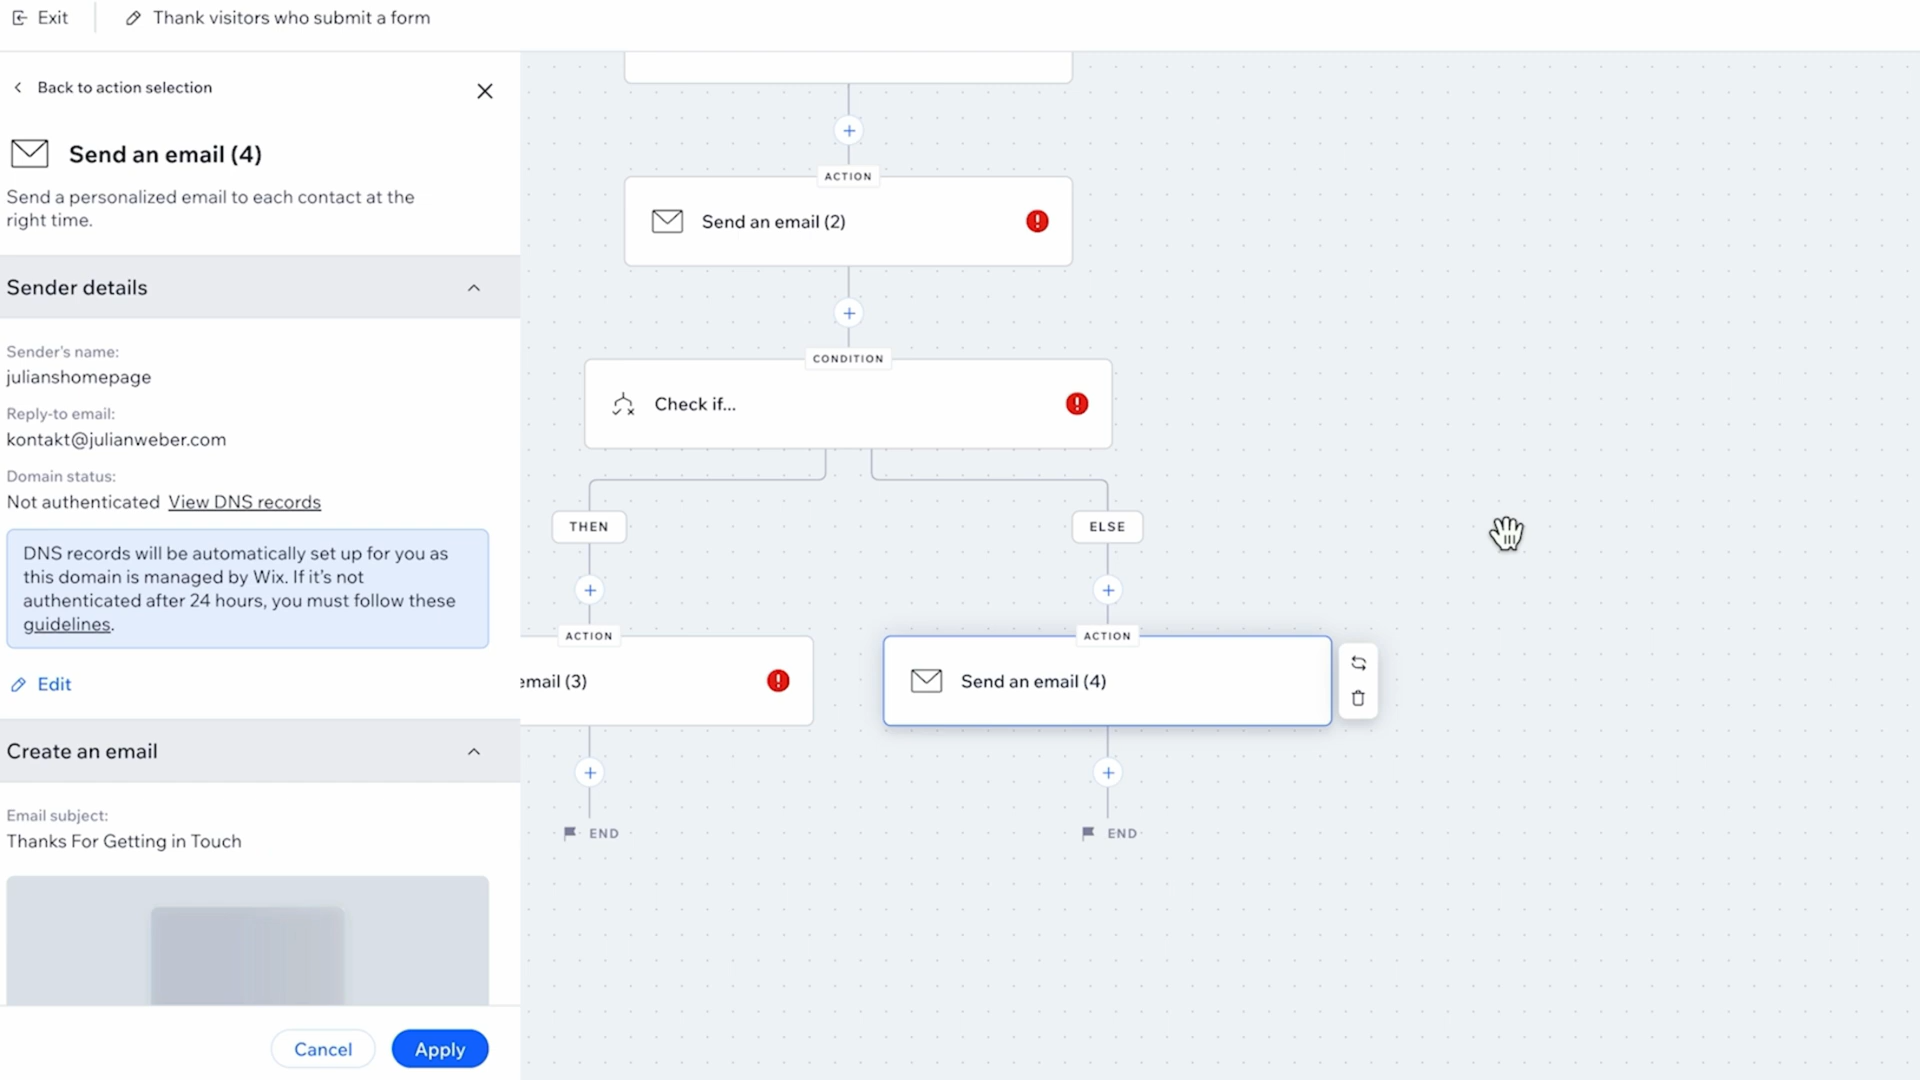 Exit
Thank visitors who submit a form
Back to action selection
Send an email (4)
Send a personalized email to each contact at the
right time.
Sender details
Sender's name:
julianshomepage
Reply-to email:
kontakt@julianweber.com
Domain status:
Not authenticated View DNS records
DNS records will be automatically set up for you as
this domain is managed by Wix. If it's not
authenticated after 24 hours, you must follow these
guidelines.
Edit
Create an email
Email subject:
Thanks For Getting in Touch
Cancel
Apply
ACTION
Send an email (2)
CONDITION
Check if...
THEN
ELSE
ACTION
email (3)
ACTION
Send an email (4)
END
END